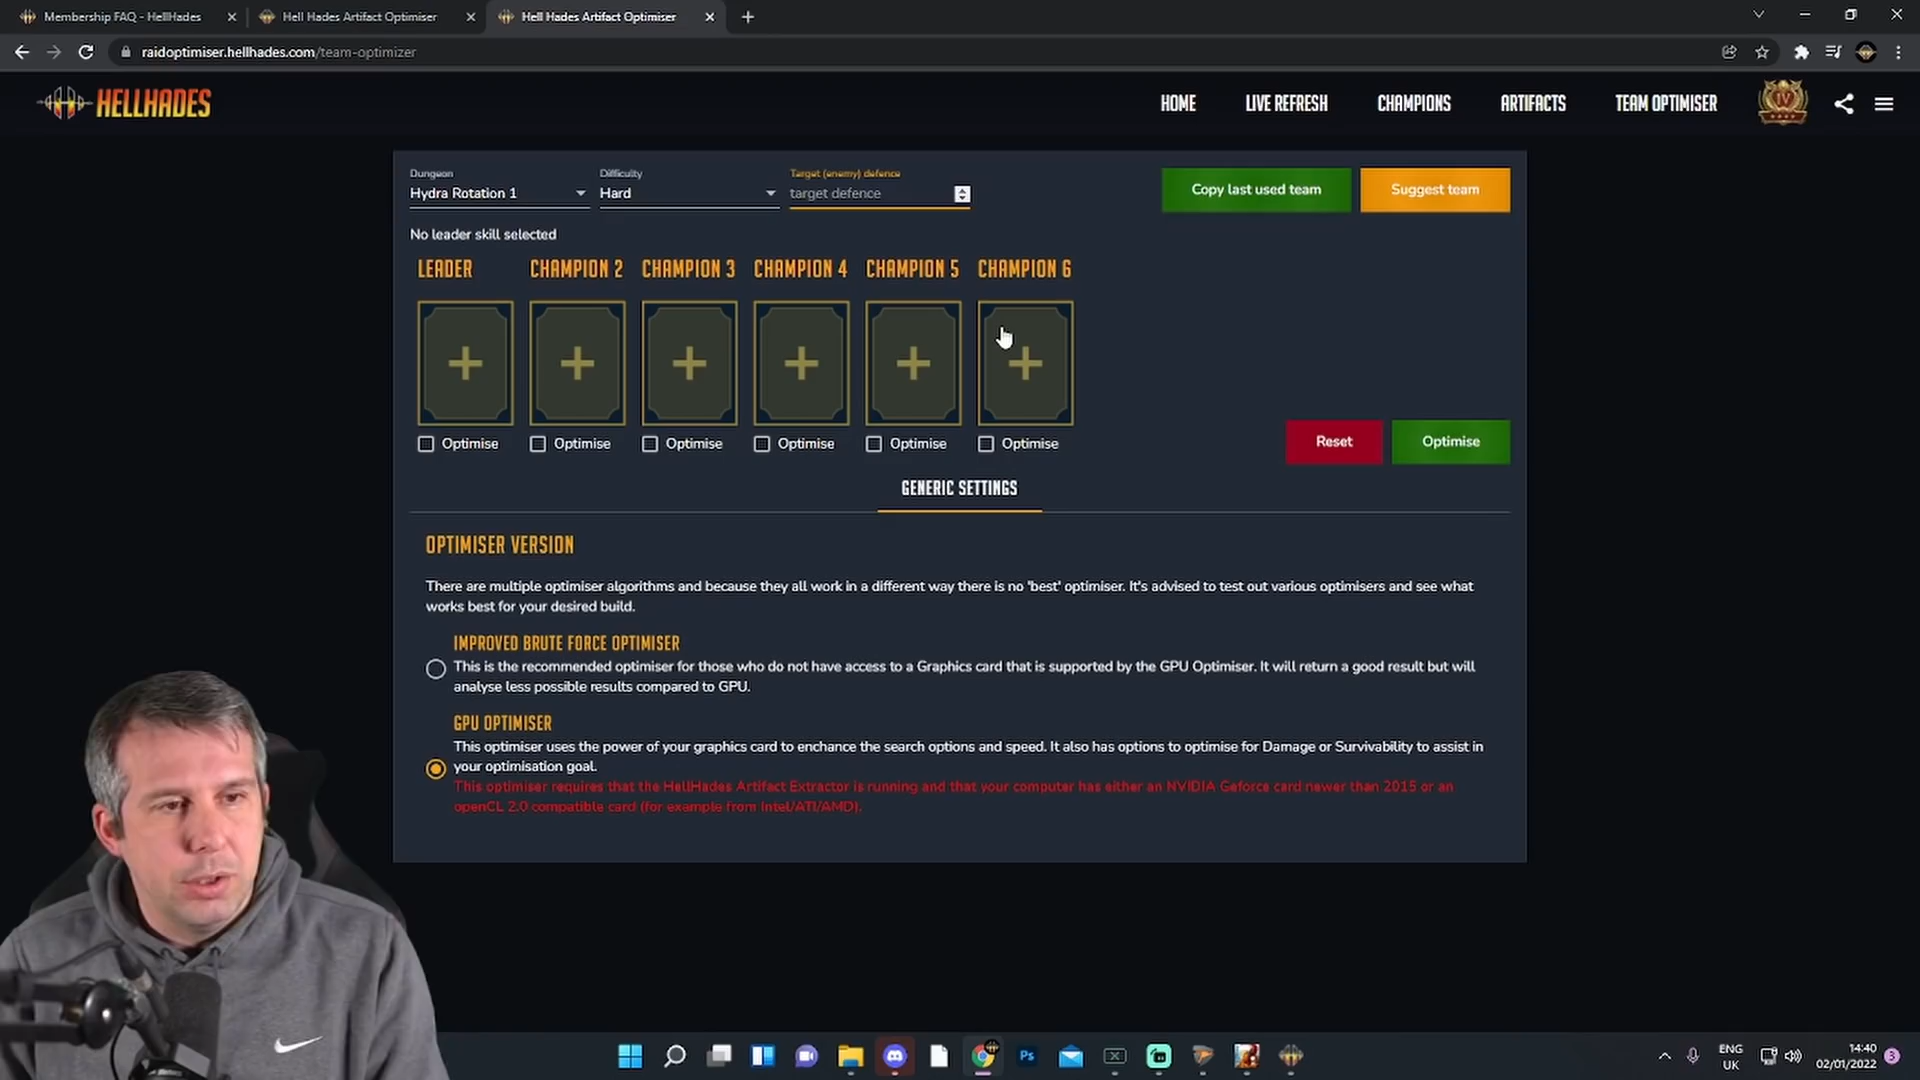 Membership FAQ - HellHades
Hell Hades Artifact Optimiser
Hell Hades Artifact Optimiser
raidoptimiser.hellhades.com/team-optimizer
HELLHADES
HOME
LIVE REFRESH
CHAMPIONS
ARTIFACTS
TEAM OPTIMISER
IV
Dungeon
Difficulty
Target (enemy) defence
Hydra Rotation 1
Hard
target defence
Copy last used team
Suggest team
No leader skill selected
LEADER
CHAMPION 2
CHAMPION 3
CHAMPION 4
CHAMPION 5
CHAMPION 6
Optimise
Optimise
Optimise
Optimise
Optimise
Optimise
Reset
Optimise
GENERIC SETTINGS
OPTIMISER VERSION
There are multiple optimiser algorithms and because they all work in a different way there is no 'best' optimiser. It's advised to test out various optimisers and see what
works best for your desired build.
IMPROVED BRUTE FORCE OPTIMISER
This is the recommended optimiser for those who do not have access to a Graphics card that is supported by the GPU Optimiser. It will return a good result but will
analyse less possible results compared to GPU.
GPU OPTIMISER
This optimiser uses the power of your graphics card to enchance the search options and speed. It also has options to optimise for Damage or Survivability to assist in
your optimisation goal.
This optimiser requires that the HellHades Artifact Extractor is running and that your computer has either an NVIDIA Geforce card newer than 2015 or an
openCL 2.0 compatible card (for example from Intel/ATI/AMD).
Ps
ENG
UK
14:40
02/01/2022
3